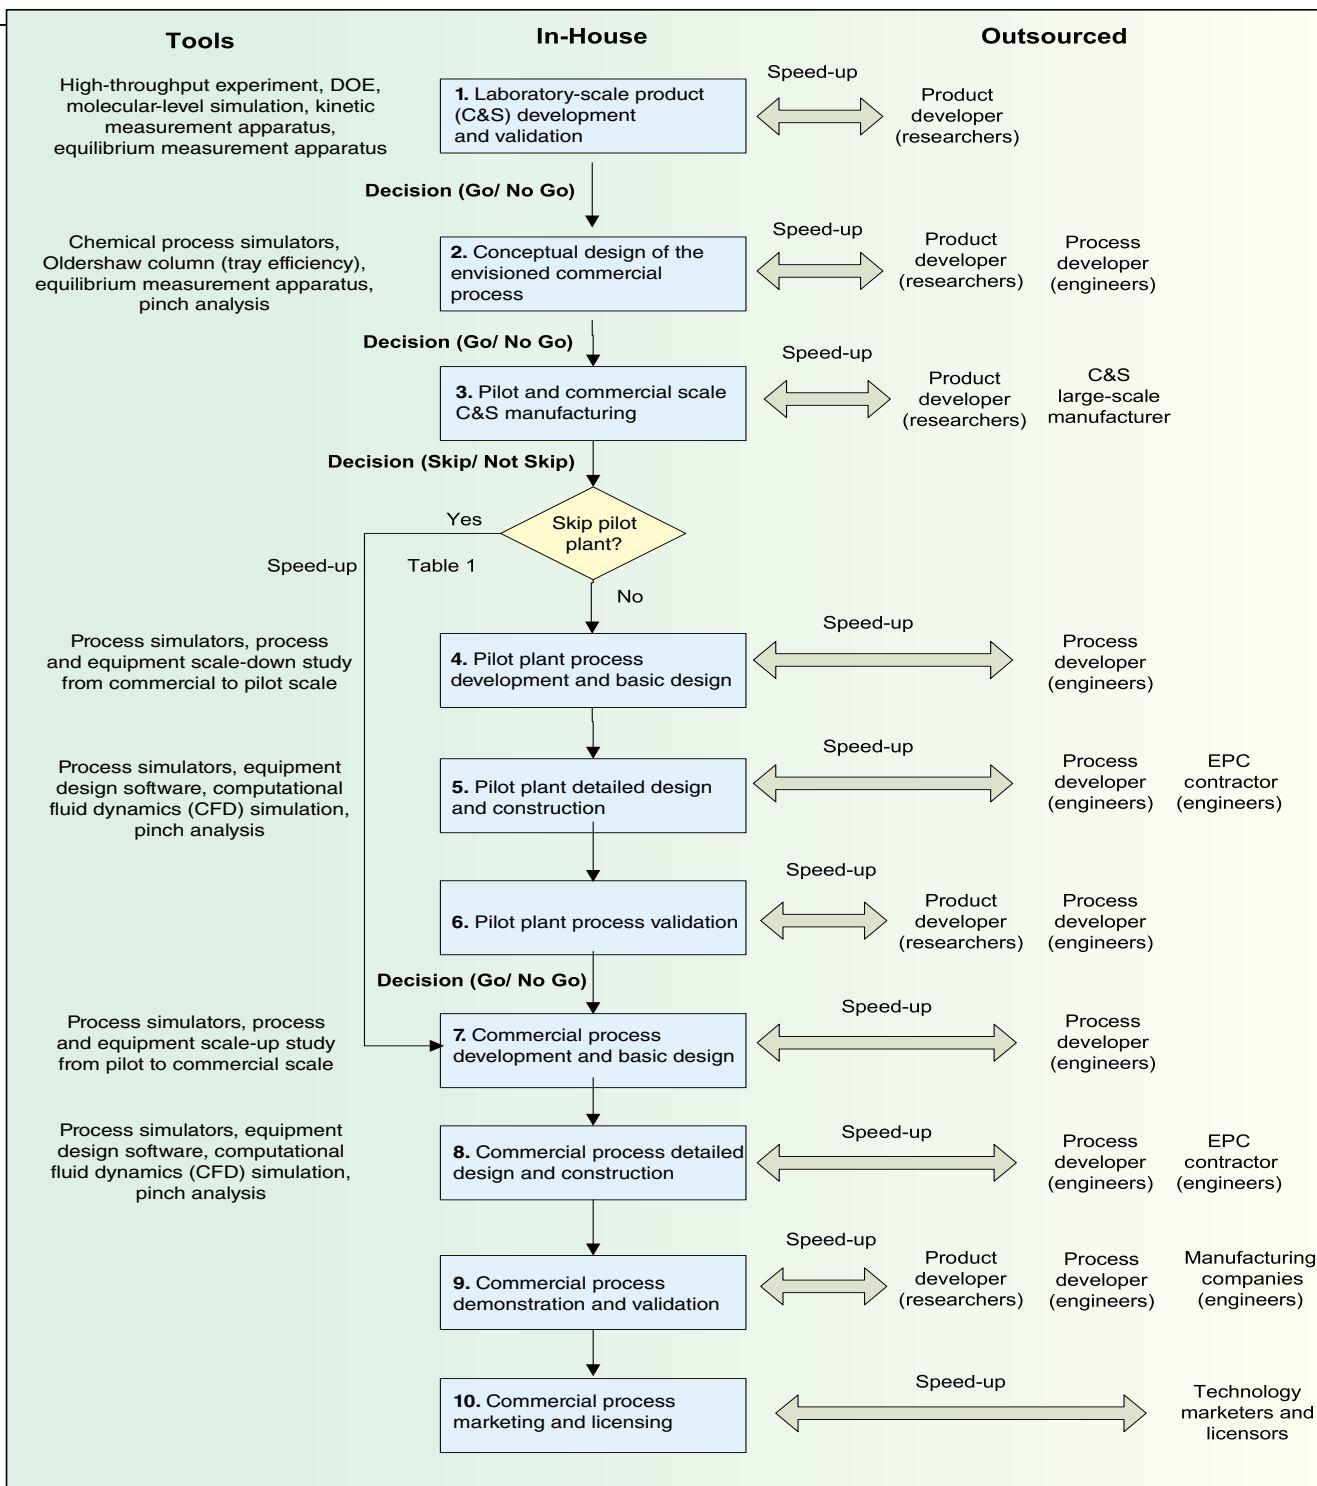 Tools
In-House
Outsourced
High-throughput experiment, DOE,
molecular-level simulation, kinetic
measurement apparatus,
equilibrium measurement apparatus
1. Laboratory-scale product
(C&S) development
and validation
Speed-up
Product
developer
(researchers)
Decision (Go/ No Go)
Chemical process simulators,
Oldershaw column (tray efficiency),
equilibrium measurement apparatus,
pinch analysis
2. Conceptual design of the
envisioned commercial
process
Speed-up
Product
developer
(researchers)
Process
developer
(engineers)
Decision (Go/ No Go)
3. Pilot and commercial scale
C&S manufacturing
Speed-up
Product
developer
(researchers)
C&S
large-scale
manufacturer
Decision (Skip/ Not Skip)
Skip pilot
plant?
Yes
Speed-up
Table 1
No
Process simulators, process
and equipment scale-down study
from commercial to pilot scale
4. Pilot plant process
development and basic design
Speed-up
Process
developer
(engineers)
Process simulators, equipment
design software, computational
fluid dynamics (CFD) simulation,
pinch analysis
5. Pilot plant detailed design
and construction
Speed-up
Process
developer
(engineers)
EPC
contractor
(engineers)
6. Pilot plant process validation
Speed-up
Product
developer
(researchers)
Process
developer
(engineers)
Decision (Go/ No Go)
Process simulators, process
and equipment scale-up study
from pilot to commercial scale
7. Commercial process
development and basic design
Speed-up
Process
developer
(engineers)
Process simulators, equipment
design software, computational
fluid dynamics (CFD) simulation,
pinch analysis
8. Commercial process detailed
design and construction
Speed-up
Process
developer
(engineers)
EPC
contractor
(engineers)
9. Commercial process
demonstration and validation
Speed-up
Product
developer
(researchers)
Process
developer
(engineers)
Manufacturing
companies
(engineers)
10. Commercial process
marketing and licensing
Speed-up
Technology
marketers and
licensors